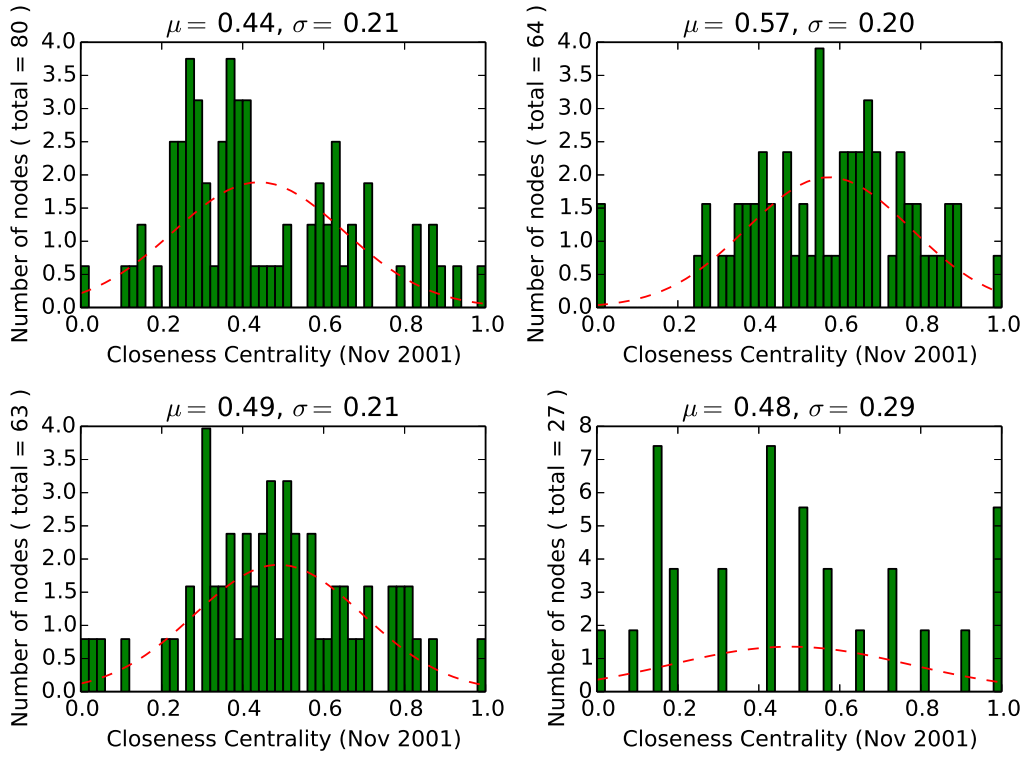 μ = 0.44, σ = 0.21
Number of nodes ( total = 80 )
4.0
3.5
3.0
2.5
2.0
1.5
1.0
0.5
0.0
0.0 0.2 0.4 0.6 0.8 1.0
Closeness Centrality (Nov 2001)
μ = 0.57, σ = 0.20
Number of nodes ( total = 64 )
4.0
3.5
3.0
2.5
2.0
1.5
1.0
0.5
0.0
0.0 0.2 0.4 0.6 0.8 1.0
Closeness Centrality (Nov 2001)
μ = 0.49, σ = 0.21
Number of nodes ( total = 63 )
4.0
3.5
3.0
2.5
2.0
1.5
1.0
0.5
0.0
0.0 0.2 0.4 0.6 0.8 1.0
Closeness Centrality (Nov 2001)
μ = 0.48, σ = 0.29
Number of nodes ( total = 27 )
8
7
6
5
4
3
2
1
0
0.0 0.2 0.4 0.6 0.8 1.0
Closeness Centrality (Nov 2001)